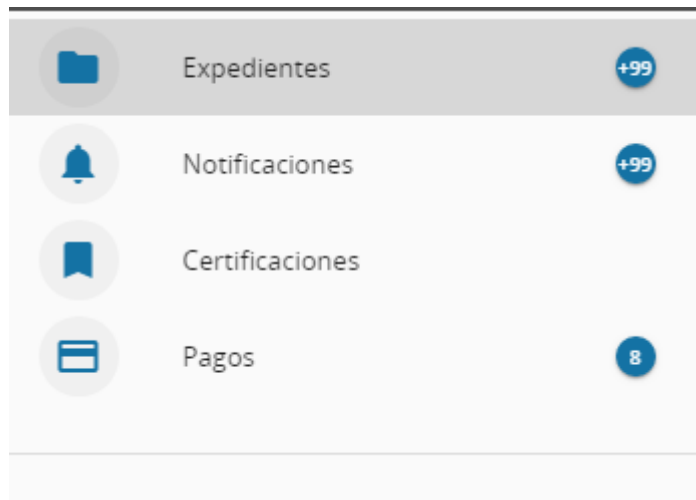 Expedientes +99
Notificaciones +99
Certificaciones
Pagos 8